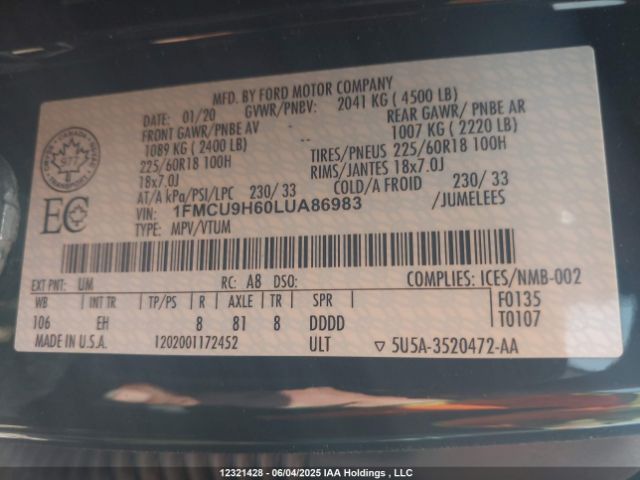 MFD. BY FORD MOTOR COMPANY
DATE: 01/20 GVWR/PNBV: 2041 KG ( 4500 LB)
FRONT GAWR/PNBE AV REAR GAWR/ PNBE AR
1089 KG ( 2400 LB) 1007 KG ( 2220 LB)
225/60R18 100H TIRES/PNEUS 225/60R18 100H
18x7.0J RIMS/JANTES 18x7.0J
AT/A kPA/PSI/LPC 230/ 33 COLD/A FROID 230/ 33
VIN: 1FMCU9H60LUA86983 /JUMELEES
TYPE: MPV/VTUM
CANADA
977
TRANSPORT
EC
EXT PNT: UM RC: A8 DSO: COMPLIES: ICES/NMB-002
WB INT TR TP/PS R AXLE TR SPR F0135
106 EH 8 81 8 DDDD T0107
MADE IN U.S.A. 1202001172452 ULT ▽ 5U5A-3520472-AA
12321428 - 06/04/2025 IAA Holdings , LLC